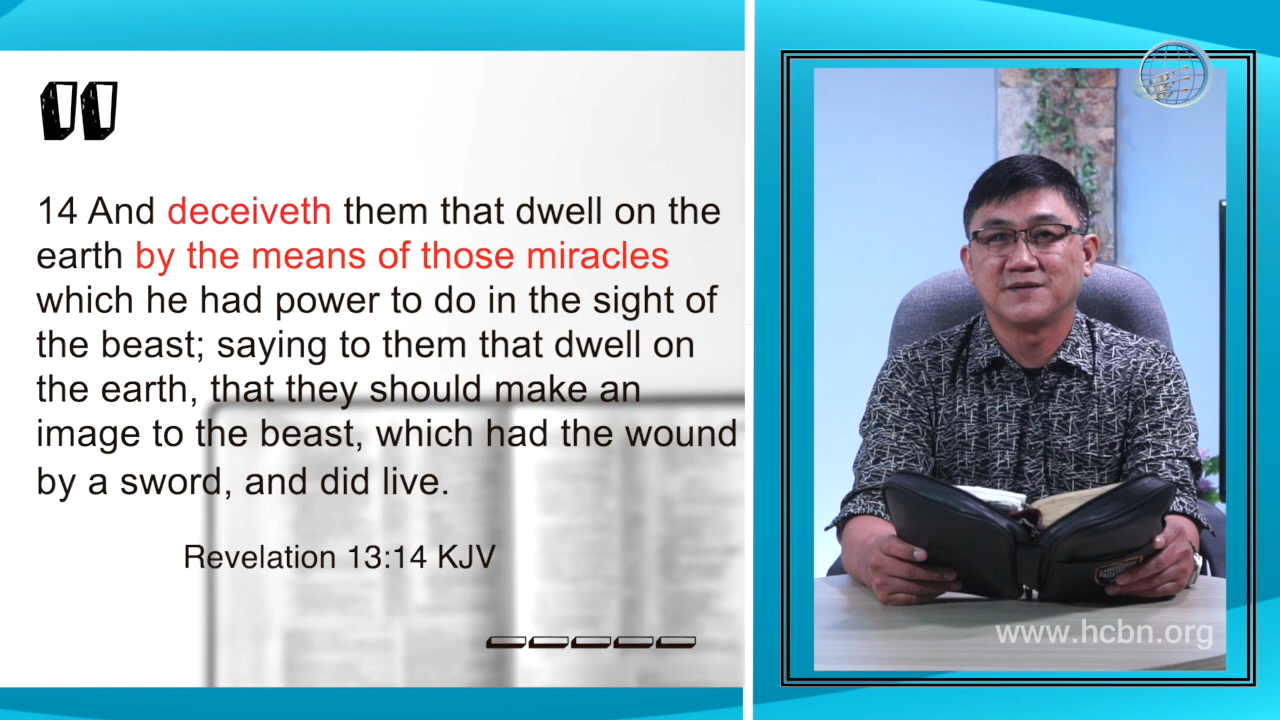 14 And deceiveth them that dwell on the
earth by the means of those miracles
which he had power to do in the sight of
the beast; saying to them that dwell on
the earth, that they should make an
image to the beast, which had the wound
by a sword, and did live.
Revelation 13:14 KJV
www.hcbn.org